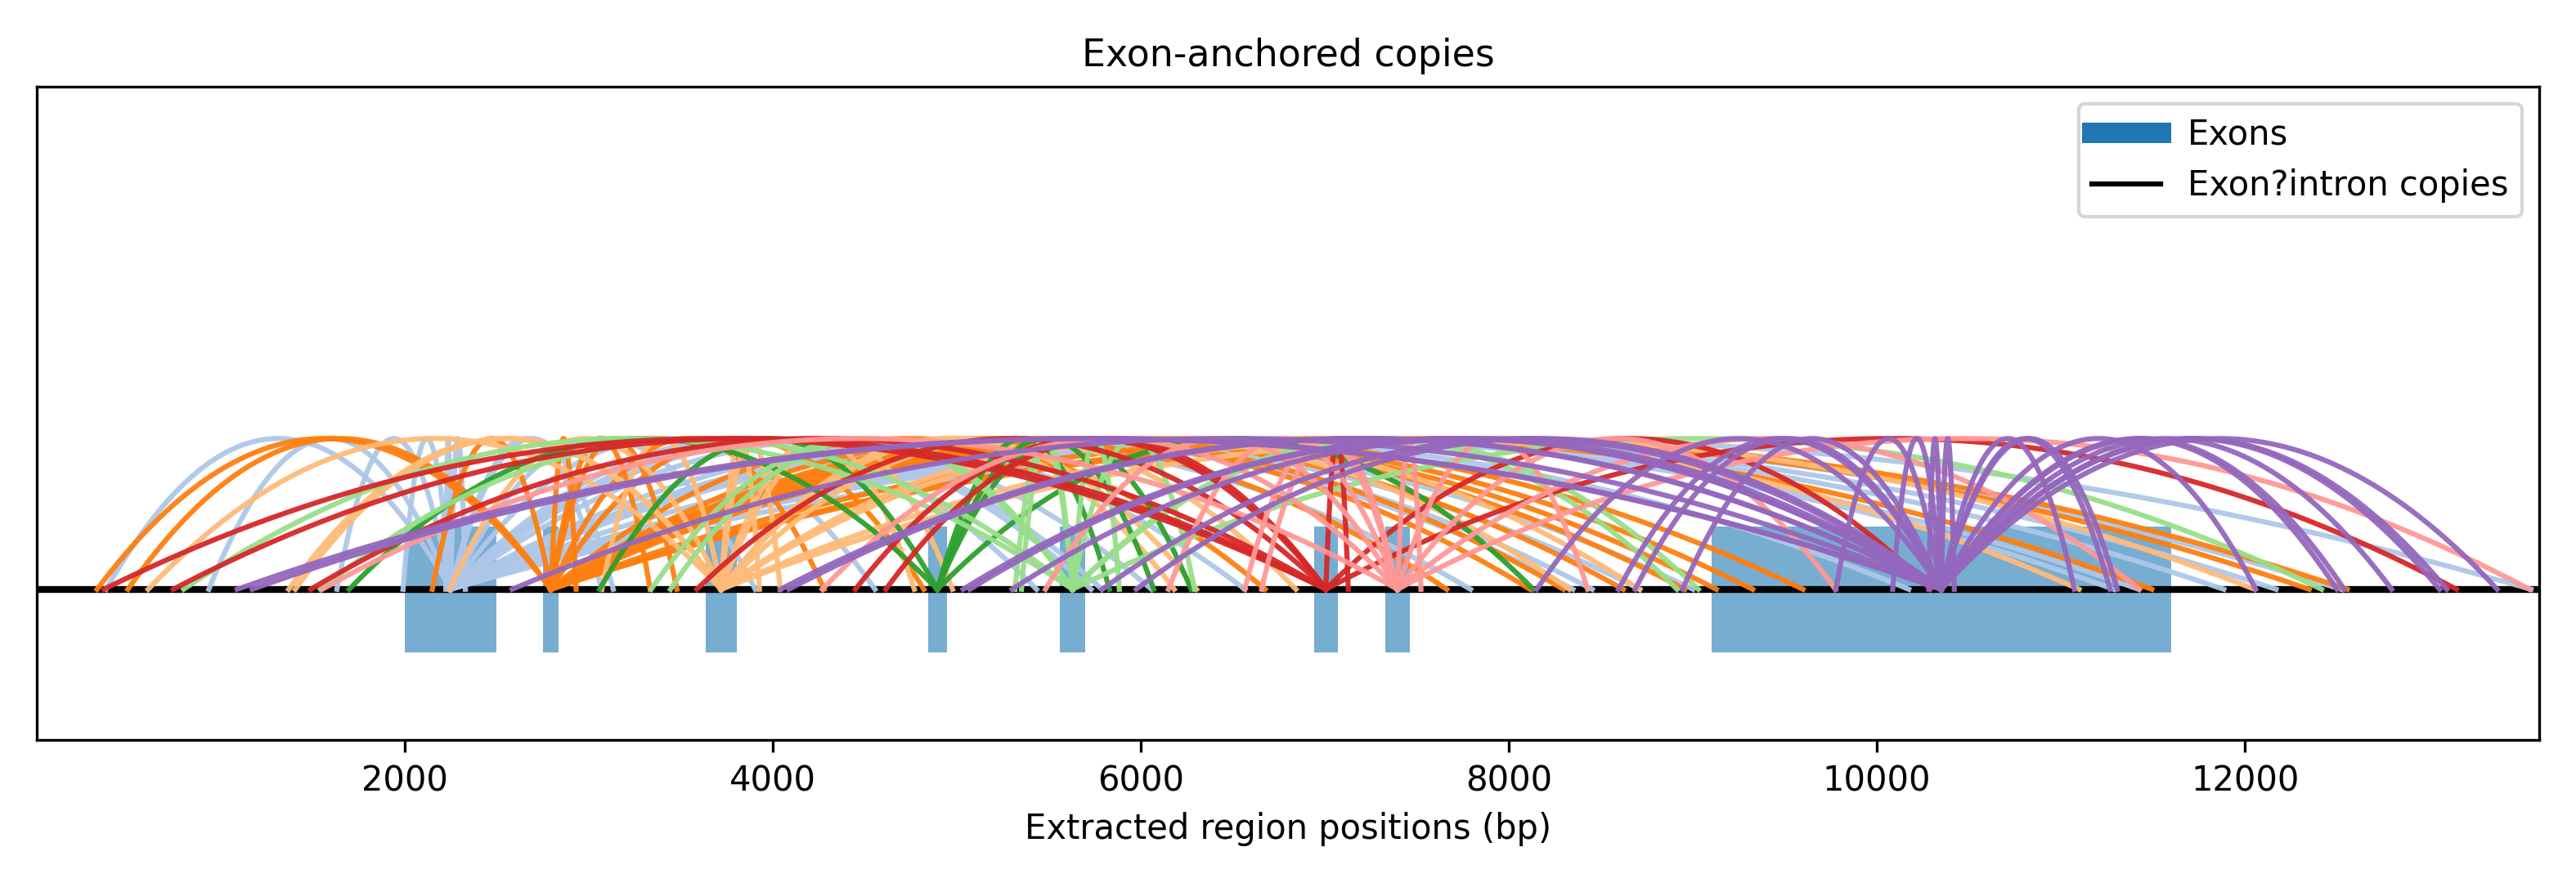 Exon-anchored copies
Exons
Exon?intron copies
2000 4000 6000 8000 10000 12000
Extracted region positions (bp)